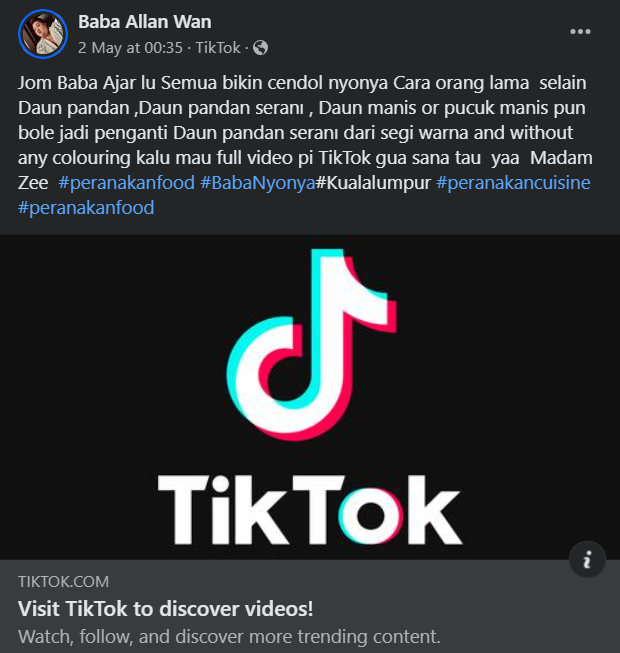 Baba Allan Wan
2 May at 00:35 · TikTok ·
Jom Baba Ajar lu Semua bikin cendol nyonya Cara orang lama selain
Daun pandan ,Daun pandan seranı , Daun manis or pucuk manis pun
bole jadi penganti Daun pandan seranı dari segi warna and without
any colouring kalu mau full video pi TikTok gua sana tau yaa Madam
Zee #peranakanfood #BabaNyonya#Kualalumpur #peranakancuisine
#peranakanfood
TikTok
TIKTOK.COM
Visit TikTok to discover videos!
Watch, follow, and discover more trending content.